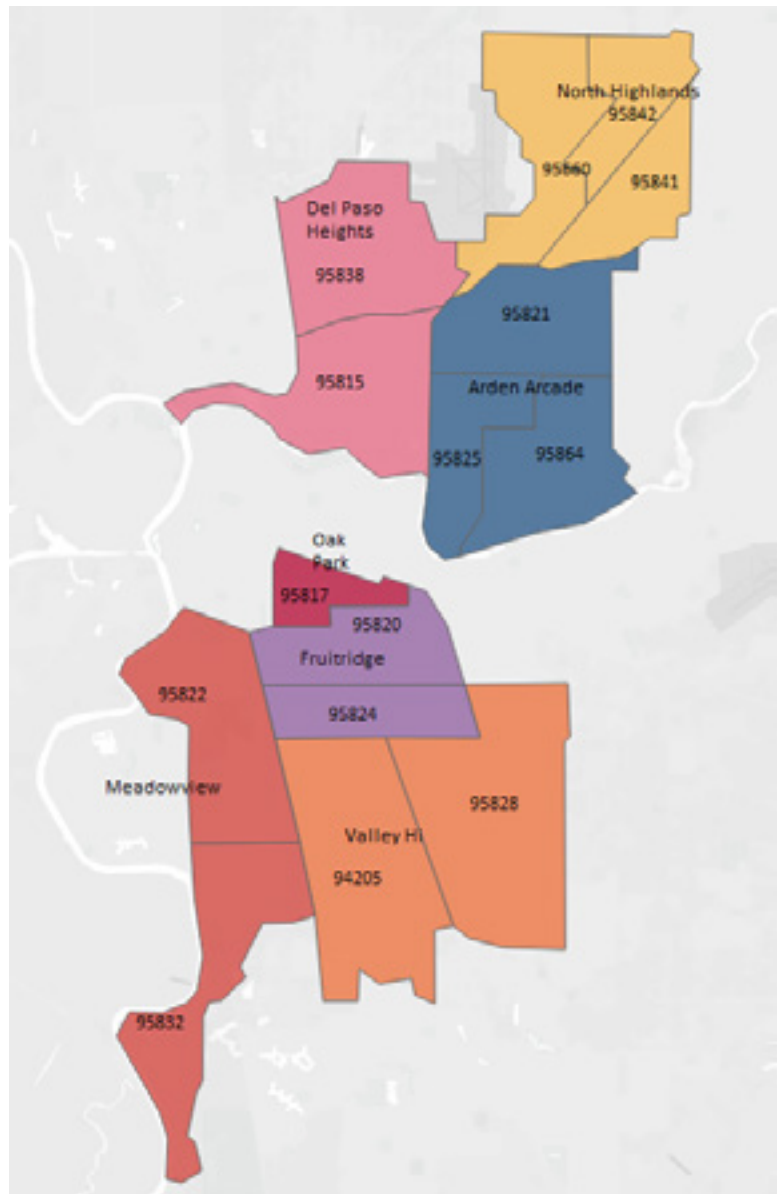 North Highlands
95842
95660
95841
Del Paso
Heights
95838
95821
95815
Arden Arcade
95825
95864
Oak
Park
95817
95820
Fruitridge
95822
95824
Meadowview
95828
Valley Hi
94205
95832